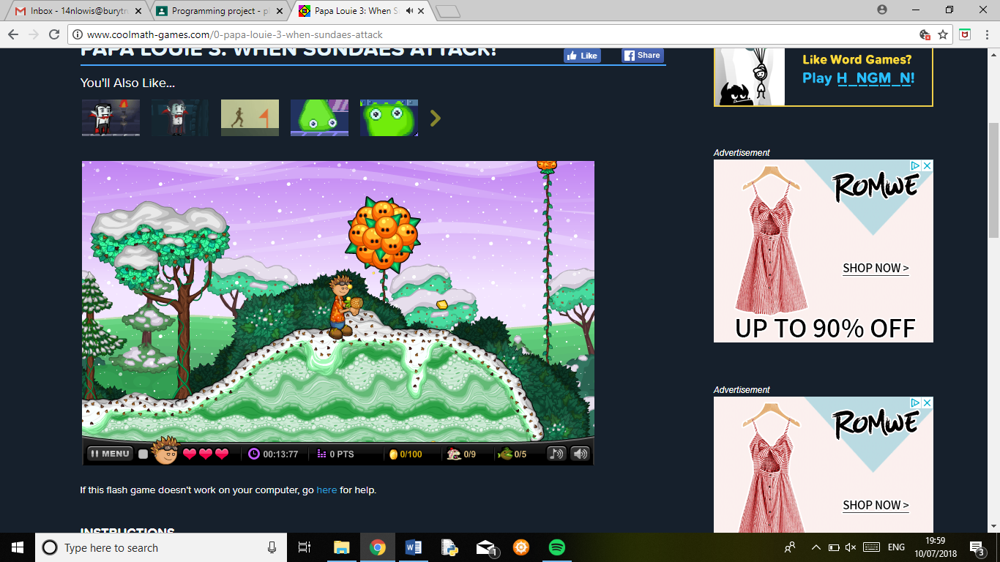 Inbox - 14nlowis@burytr
Programming project - pl
Papa Louie 3: When S
www.coolmath-games.com/0-papa-louie-3-when-sundaes-attack
PAPA LOUIE 3: WHEN SUNDAES ATTACK!
Like
Share
You'll Also Like...
Like Word Games?
Play H_NGM_N!
Advertisement
ROMWE
SHOP NOW >
UP TO 90% OFF
MENU
00:13:77
0 PTS
0/100
0/9
0/5
Advertisement
ROMWE
SHOP NOW >
If this flash game doesn't work on your computer, go here for help.
INSTRUCTIONS
Type here to search
1
ENG
19:59
10/07/2018
3